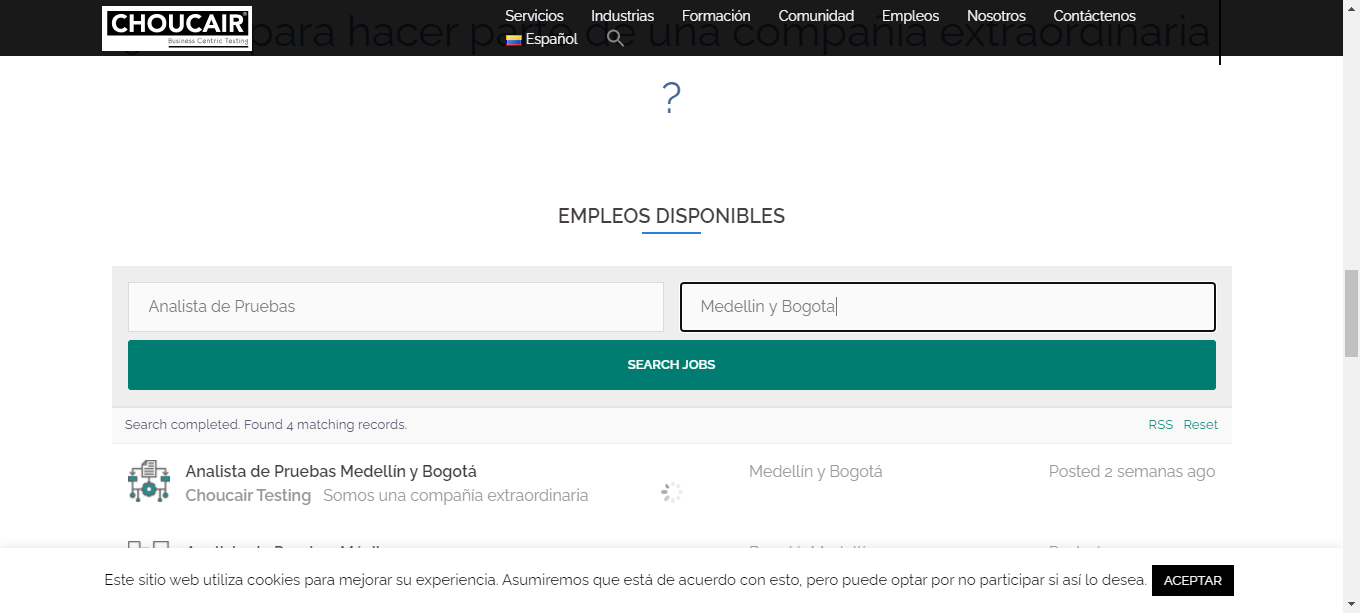 CHOUCAIR
Business Centric Testing
Servicios Industrias Formación Comunidad Empleos Nosotros Contáctenos
Español
para hacer parte de una compañía extraordinaria
?
EMPLEOS DISPONIBLES
Analista de Pruebas
Medellin y Bogota
SEARCH JOBS
Search completed. Found 4 matching records.
RSS Reset
Analista de Pruebas Medellín y Bogotá
Medellín y Bogotá
Posted 2 semanas ago
Choucair Testing Somos una compañía extraordinaria
Este sitio web utiliza cookies para mejorar su experiencia. Asumiremos que está de acuerdo con esto, pero puede optar por no participar si así lo desea.
ACEPTAR